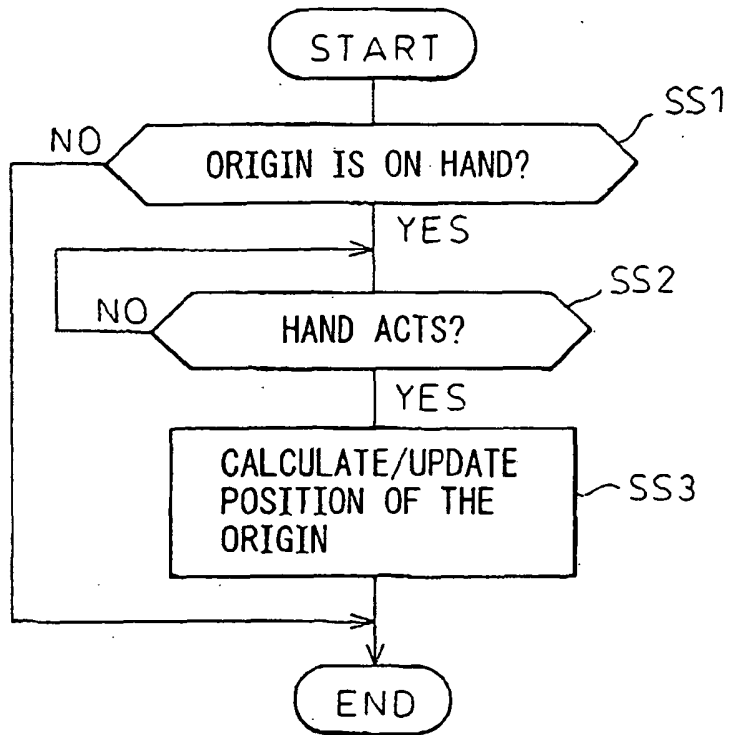 START
SS1
NO
ORIGIN IS ON HAND?
YES
SS2
NO
HAND ACTS?
YES
CALCULATE/UPDATE
POSITION OF THE
ORIGIN
SS3
END